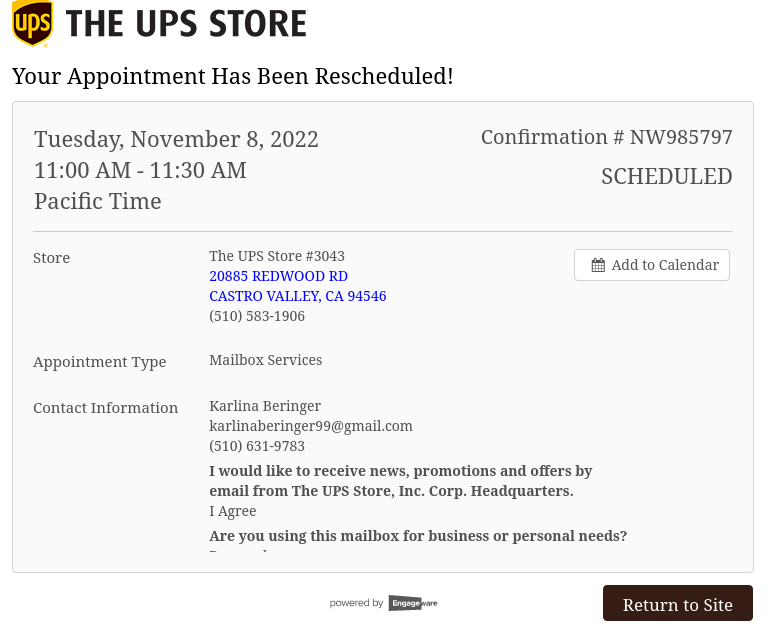 ups THE UPS STORE
Your Appointment Has Been Rescheduled!
Tuesday, November 8, 2022
11:00 AM - 11:30 AM
Pacific Time
Confirmation # NW985797
SCHEDULED
Store
The UPS Store #3043
20885 REDWOOD RD
CASTRO VALLEY, CA 94546
(510) 583-1906
Add to Calendar
Appointment Type
Mailbox Services
Contact Information
Karlina Beringer
karlinaberinger99@gmail.com
(510) 631-9783
I would like to receive news, promotions and offers by
email from The UPS Store, Inc. Corp. Headquarters.
I Agree
Are you using this mailbox for business or personal needs?
powered by Engageware
Return to Site